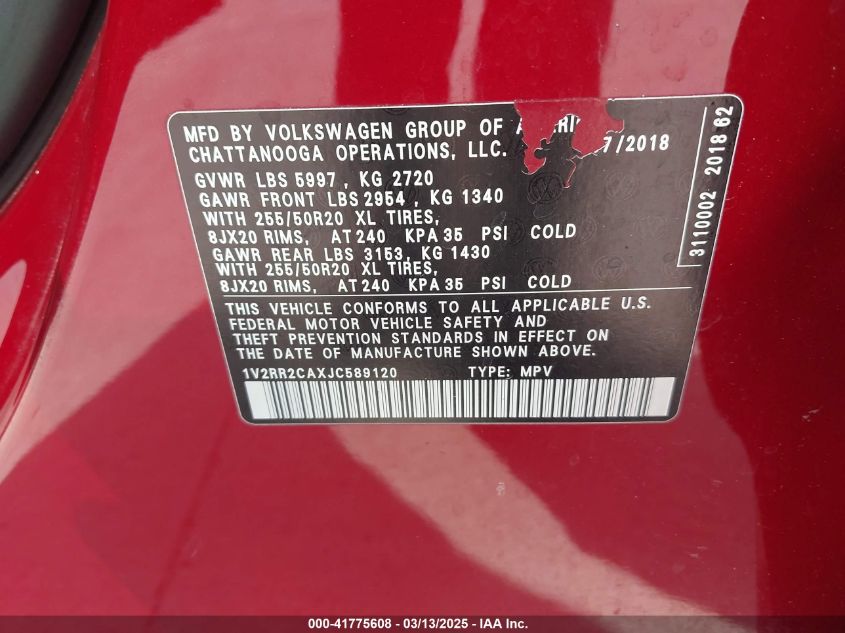 MFD BY VOLKSWAGEN GROUP OF
CHATTANOOGA OPERATIONS, LLC. 7/2018
GVWR LBS 5997, KG 2720
GAWR FRONT LBS 2954, KG 1340
WITH 255/50R20 XL TIRES,
8JX20 RIMS, AT 240 KPA 35 PSI COLD
GAWR REAR LBS 3153, KG 1430
WITH 255/50R20 XL TIRES,
8JX20 RIMS, AT 240 KPA 35 PSI COLD
THIS VEHICLE CONFORMS TO ALL APPLICABLE U.S.
FEDERAL MOTOR VEHICLE SAFETY AND
THEFT PREVENTION STANDARDS IN EFFECT ON
THE DATE OF MANUFACTURE SHOWN ABOVE.
1V2RR2CAXJC589120 TYPE: MPV
3110002 2018 62
000-41775608 - 03/13/2025 - IAA Inc.